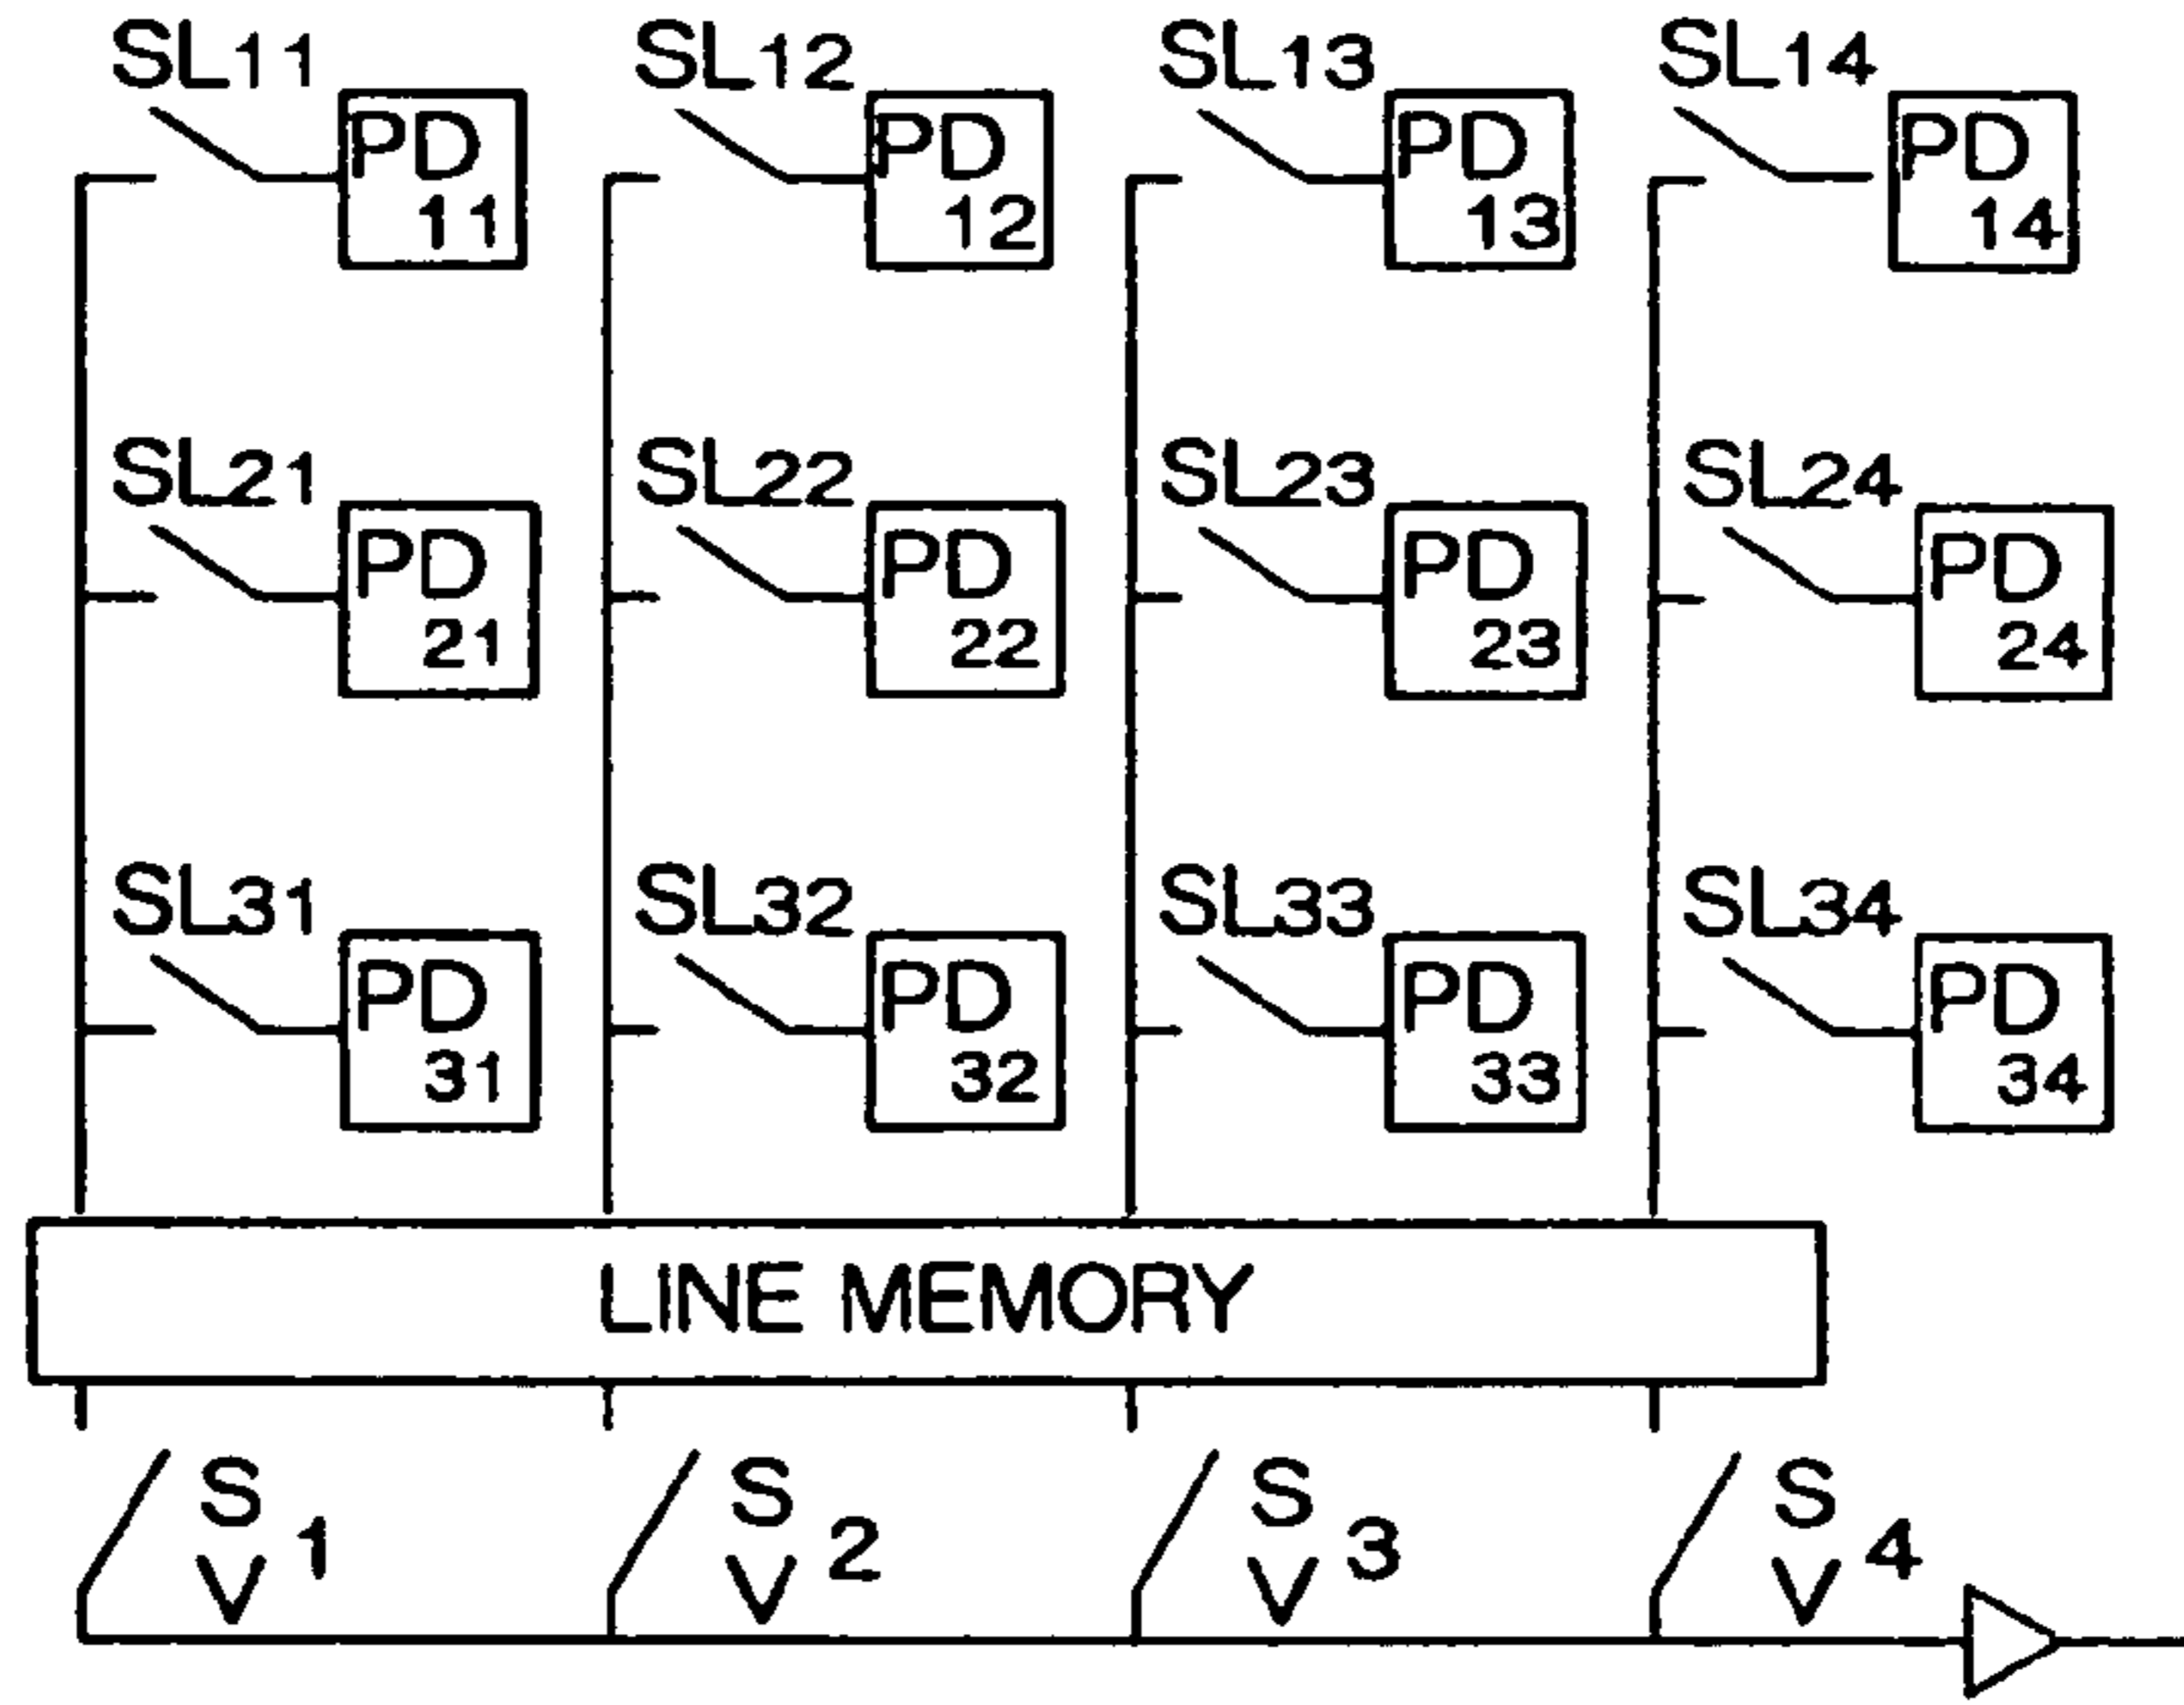 SL11 SL12 SL13 SL14
PD PD PD PD
11 12 13 14
SL21 SL22 SL23 SL24
PD PD PD PD
21 22 23 24
SL31 SL32 SL33 SL34
PD PD PD PD
31 32 33 34
LINE MEMORY
S S S S
1 2 3 4
V V V V